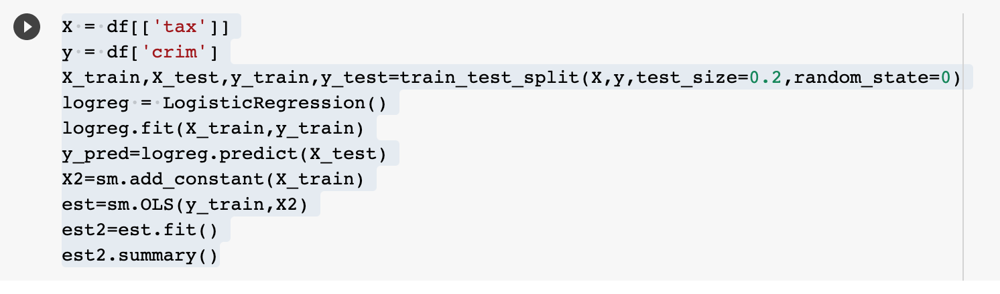 X = df[['tax']]
y = df['crim']
X_train,X_test,y_train,y_test=train_test_split(X,y,test_size=0.2,random_state=0)
logreg = LogisticRegression()
logreg.fit(X_train,y_train)
y_pred=logreg.predict(X_test)
X2=sm.add_constant(X_train)
est=sm.OLS(y_train,X2)
est2=est.fit()
est2.summary()